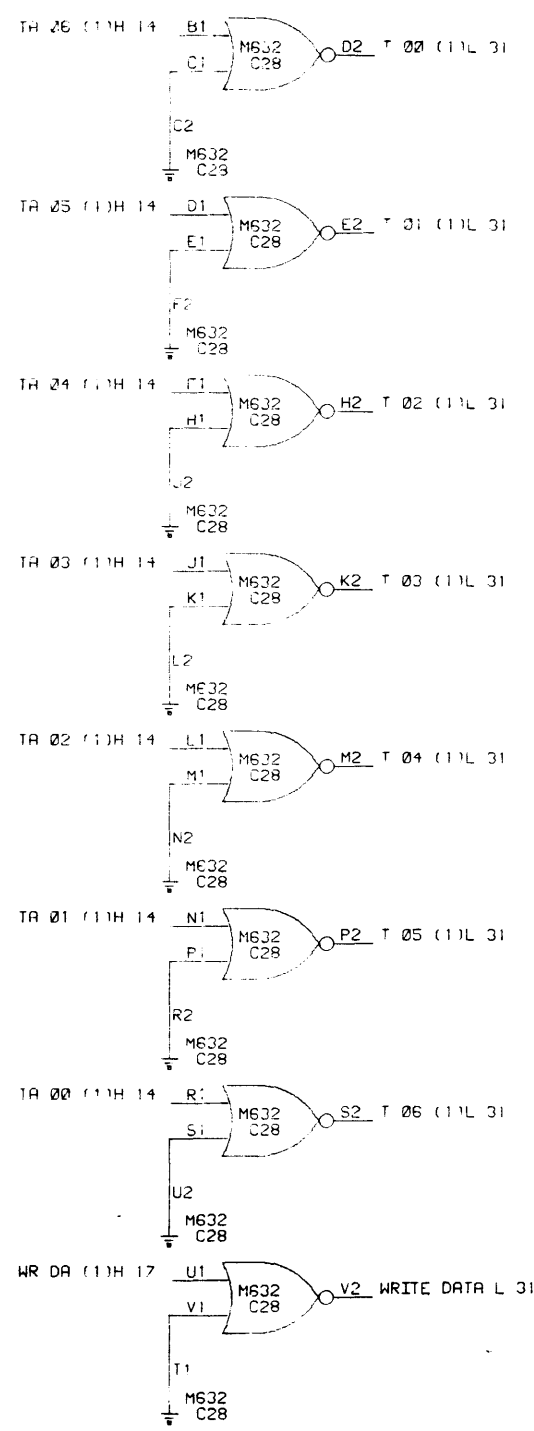 TA 06 (1)H 14 B1 M632 D2 T 00 (1)L 31
C1 C28
C2
M632
C28
TA 05 (1)H 14 D1 M632 E2 T 01 (1)L 31
E1 C28
F2
M632
C28
TA 04 (1)H 14 F1 M632 H2 T 02 (1)L 31
H1 C28
J2
M632
C28
TA 03 (1)H 14 J1 M632 K2 T 03 (1)L 31
K1 C28
L2
M632
C28
TA 02 (1)H 14 L1 M632 M2 T 04 (1)L 31
M1 C28
N2
M632
C28
TA 01 (1)H 14 N1 M632 P2 T 05 (1)L 31
P1 C28
R2
M632
C28
TA 00 (1)H 14 R1 M632 S2 T 06 (1)L 31
S1 C28
U2
M632
C28
WR DA (1)H 17 U1 M632 V2 WRITE DATA L 31
V1 C28
T1
M632
C28